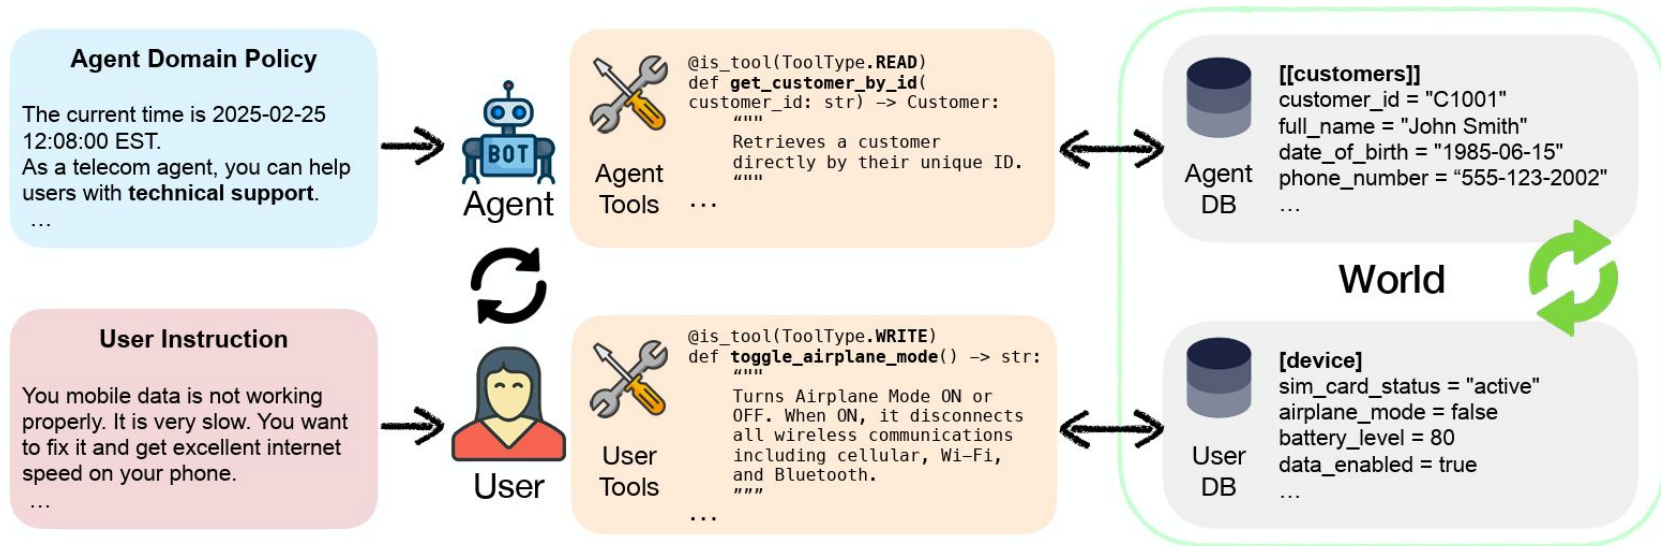 Agent Domain Policy
The current time is 2025-02-25
12:08:00 EST.
As a telecom agent, you can help
users with technical support.
…
BOT
Agent
@is_tool(ToolType.READ)
def get_customer_by_id(
customer_id: str) –> Customer:
"""
Retrieves a customer
directly by their unique ID.
"""
...
Agent
Tools
Agent
DB
[[customers]]
customer_id = "C1001"
full_name = "John Smith"
date_of_birth = "1985-06-15"
phone_number = “555-123-2002"
…
World
User Instruction
You mobile data is not working
properly. It is very slow. You want
to fix it and get excellent internet
speed on your phone.
…
User
@is_tool(ToolType.WRITE)
def toggle_airplane_mode() –> str:
"""
Turns Airplane Mode ON or
OFF. When ON, it disconnects
all wireless communications
including cellular, Wi–Fi,
and Bluetooth.
"""
...
User
Tools
User
DB
[device]
sim_card_status = "active"
airplane_mode = false
battery_level = 80
data_enabled = true
…